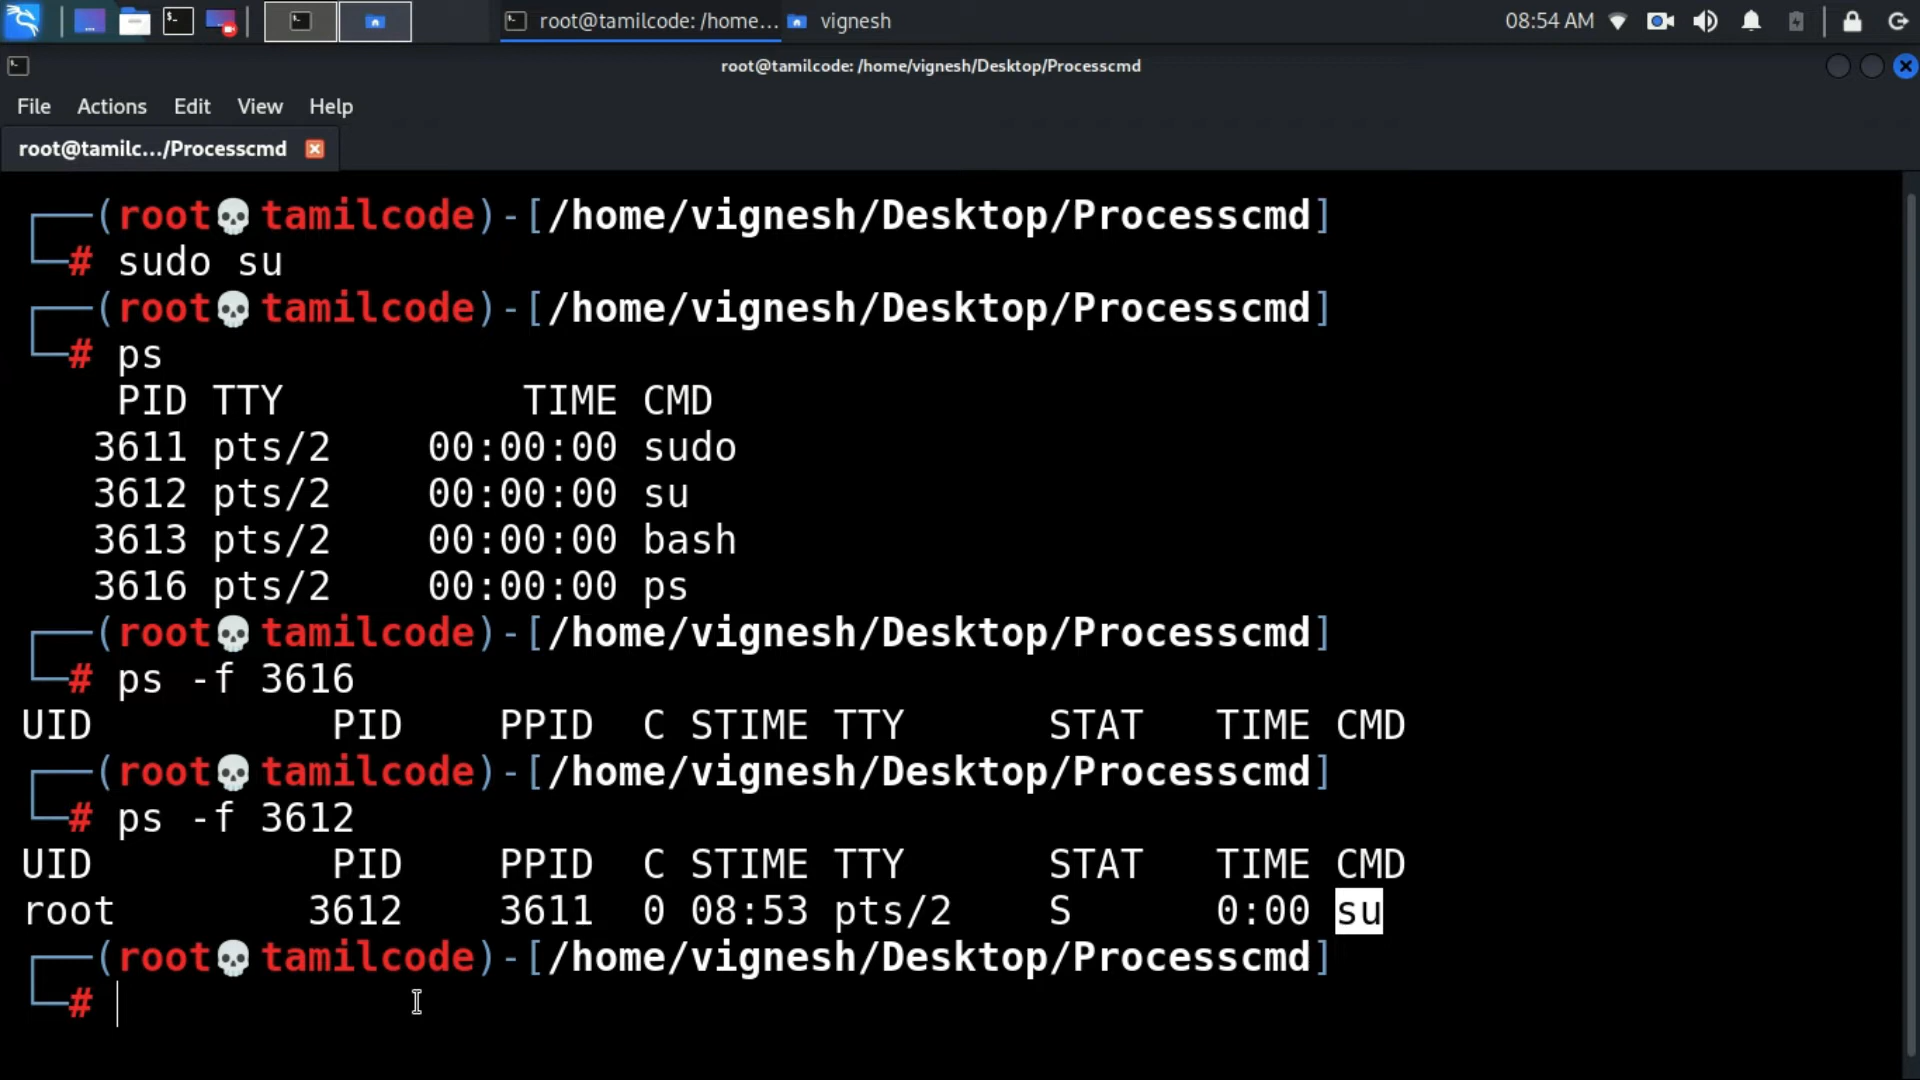 root@tamilcode: /home... vignesh 08:54 AM
root@tamilcode: /home/vignesh/Desktop/Processcmd
File Actions Edit View Help
root@tamilc.../Processcmd
(root💀tamilcode)-[/home/vignesh/Desktop/Processcmd]
# sudo su
(root💀tamilcode)-[/home/vignesh/Desktop/Processcmd]
# ps
PID TTY TIME CMD
3611 pts/2 00:00:00 sudo
3612 pts/2 00:00:00 su
3613 pts/2 00:00:00 bash
3616 pts/2 00:00:00 ps
(root💀tamilcode)-[/home/vignesh/Desktop/Processcmd]
# ps -f 3616
UID PID PPID C STIME TTY STAT TIME CMD
(root💀tamilcode)-[/home/vignesh/Desktop/Processcmd]
# ps -f 3612
UID PID PPID C STIME TTY STAT TIME CMD
root 3612 3611 0 08:53 pts/2 S 0:00 su
(root💀tamilcode)-[/home/vignesh/Desktop/Processcmd]
#